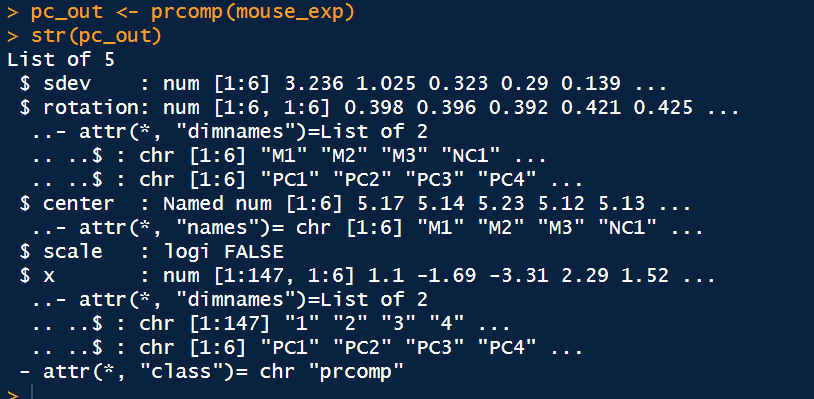 > pc_out <- prcomp(mouse_exp)
> str(pc_out)
List of 5
 $ sdev    : num [1:6] 3.236 1.025 0.323 0.29 0.139 ...
 $ rotation: num [1:6, 1:6] 0.398 0.396 0.392 0.421 0.425 ...
  ..- attr(*, "dimnames")=List of 2
  .. ..$ : chr [1:6] "M1" "M2" "M3" "NC1" ...
  .. ..$ : chr [1:6] "PC1" "PC2" "PC3" "PC4" ...
 $ center  : Named num [1:6] 5.17 5.14 5.23 5.12 5.13 ...
  ..- attr(*, "names")= chr [1:6] "M1" "M2" "M3" "NC1" ...
 $ scale   : logi FALSE
 $ x       : num [1:147, 1:6] 1.1 -1.69 -3.31 2.29 1.52 ...
  ..- attr(*, "dimnames")=List of 2
  .. ..$ : chr [1:147] "1" "2" "3" "4" ...
  .. ..$ : chr [1:6] "PC1" "PC2" "PC3" "PC4" ...
 - attr(*, "class")= chr "prcomp"
>